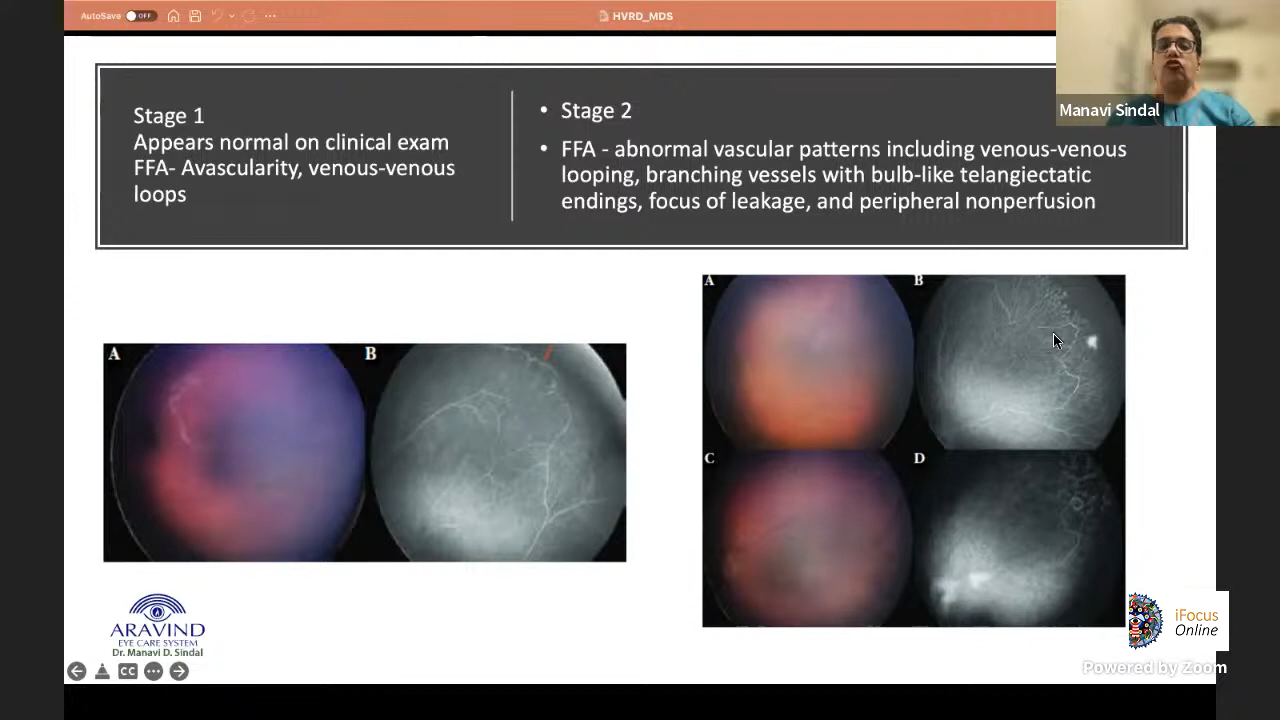 AutoSave OFF
HVRD_MDS
Manavi Sindal
Stage 1
Appears normal on clinical exam
FFA- Avascularity, venous-venous
loops
• Stage 2
• FFA - abnormal vascular patterns including venous-venous
looping, branching vessels with bulb-like telangiectatic
endings, focus of leakage, and peripheral nonperfusion
A B
A B
C D
ARAVIND
EYE CARE SYSTEM
Dr. Manavi D. Sindal
CC
iFocus
Online
Powered by Zoom